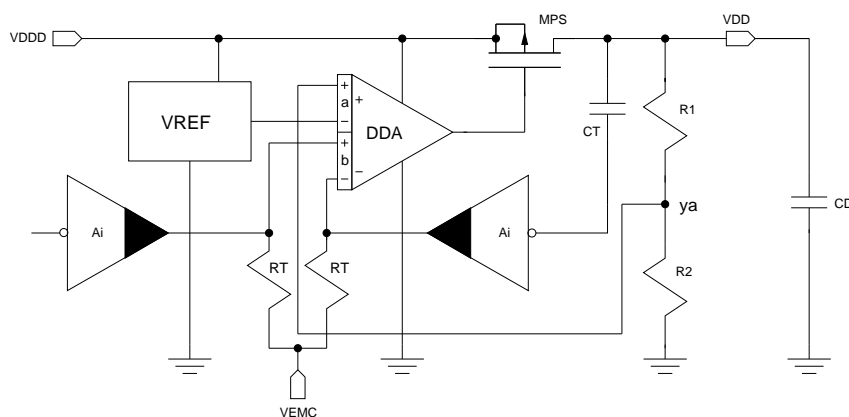 MPS
VDDD
VDD
+
a
−
+
b
−
+
−
VREF
DDA
CT
R1
ya
CD
Ai
Ai
RT
RT
R2
VEMC